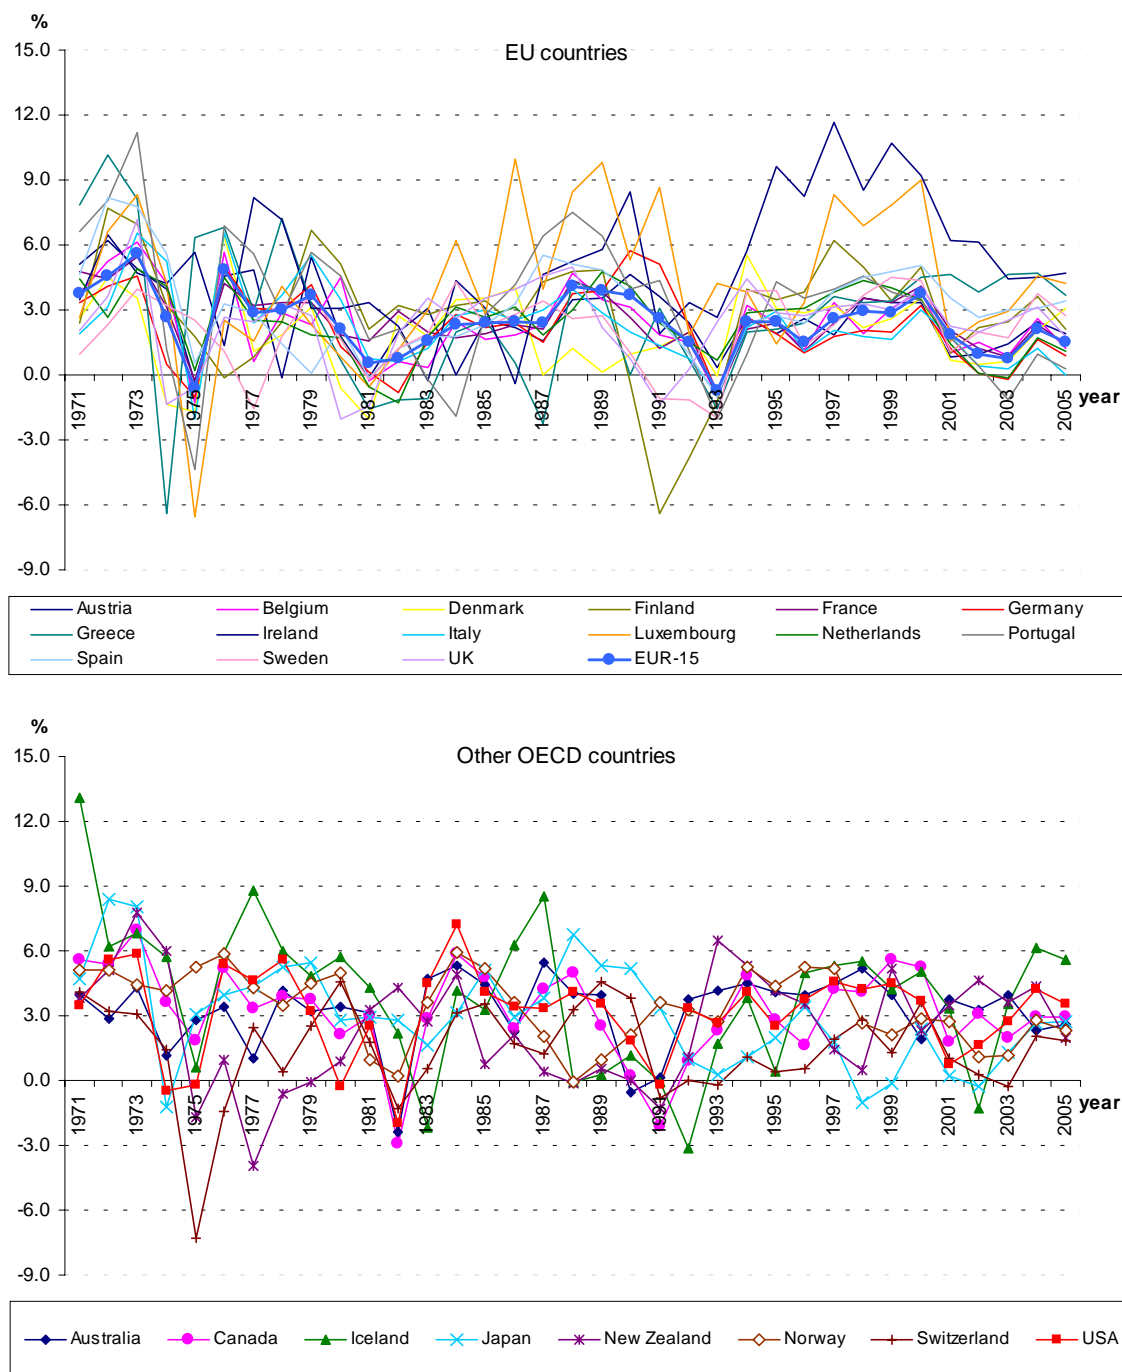 %
EU countries
15.0
12.0
9.0
6.0
3.0
0.0
-3.0
-6.0
-9.0
1971 1973 1975 1977 1979 1981 1983 1985 1987 1989 1991 1993 1995 1997 1999 2001 2003 2005 year
Austria Belgium Denmark Finland France Germany
Greece Ireland Italy Luxembourg Netherlands Portugal
Spain Sweden UK EUR-15
%
Other OECD countries
15.0
12.0
9.0
6.0
3.0
0.0
-3.0
-6.0
-9.0
1971 1973 1975 1977 1979 1981 1983 1985 1987 1989 1991 1993 1995 1997 1999 2001 2003 2005 year
Australia Canada Iceland Japan New Zealand Norway Switzerland USA